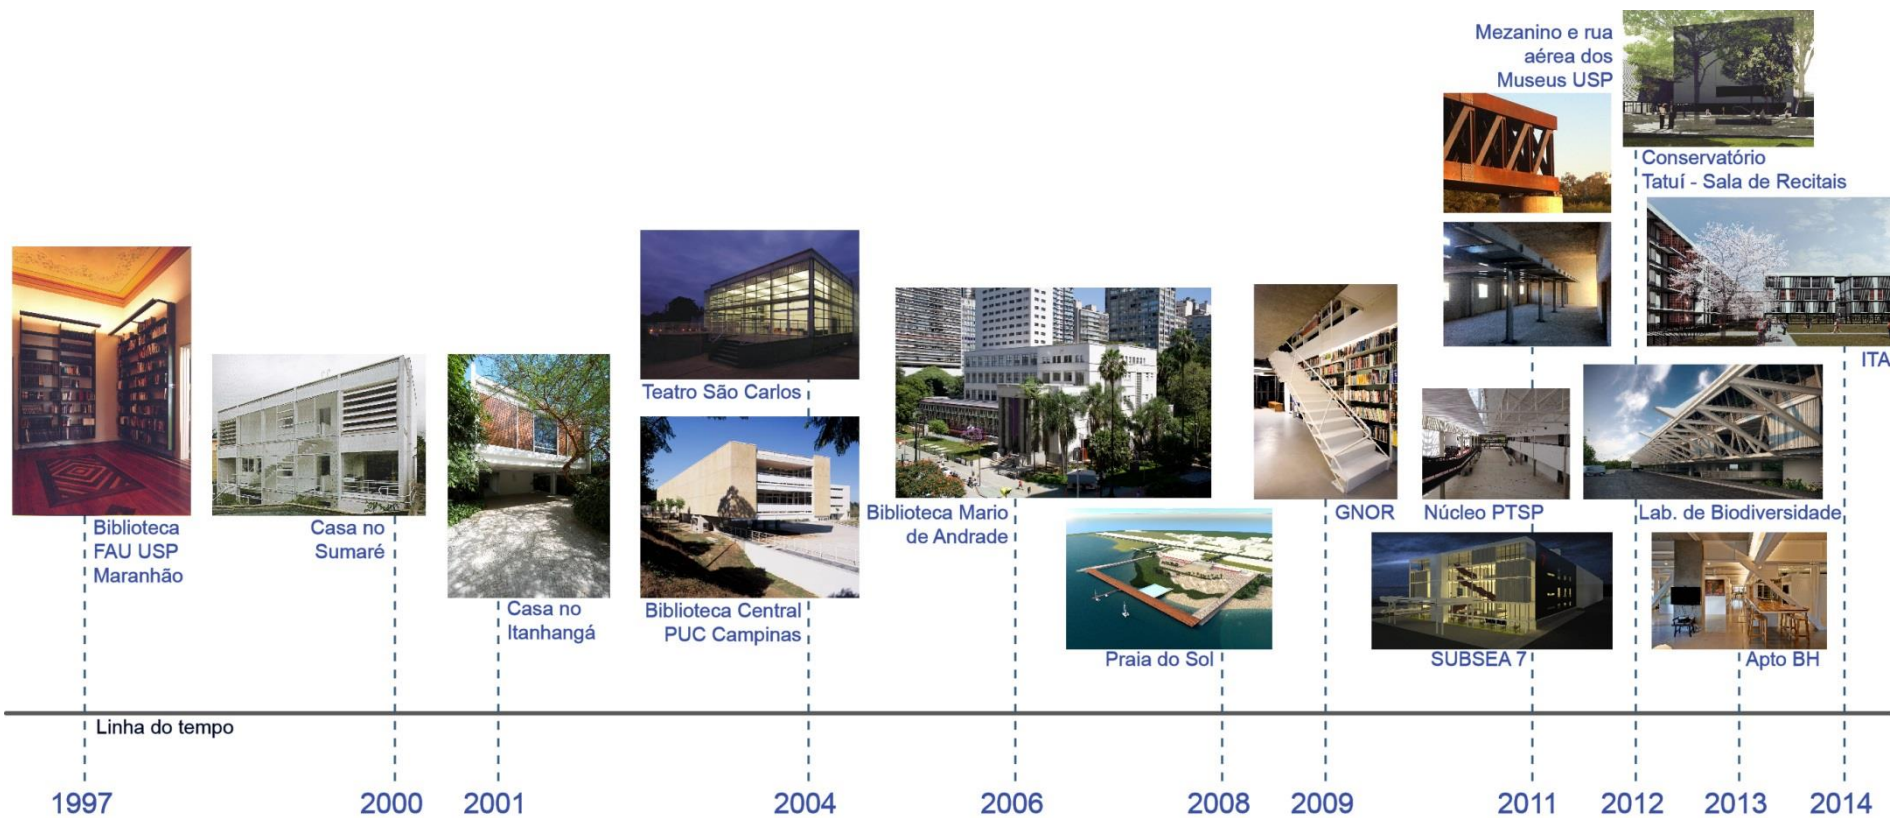 Mezanino e rua
aérea dos
Museus USP
Conservatório
Tatuí - Sala de Recitais
ITA
Teatro São Carlos
Biblioteca
FAU USP
Maranhão
Casa no
Sumaré
Casa no
Itanhangá
Biblioteca Central
PUC Campinas
Biblioteca Mario
de Andrade
Praia do Sol
GNOR
Núcleo PTSP
SUBSEA 7
Lab. de Biodiversidade
Apto BH
Linha do tempo
1997
2000
2001
2004
2006
2008
2009
2011
2012
2013
2014